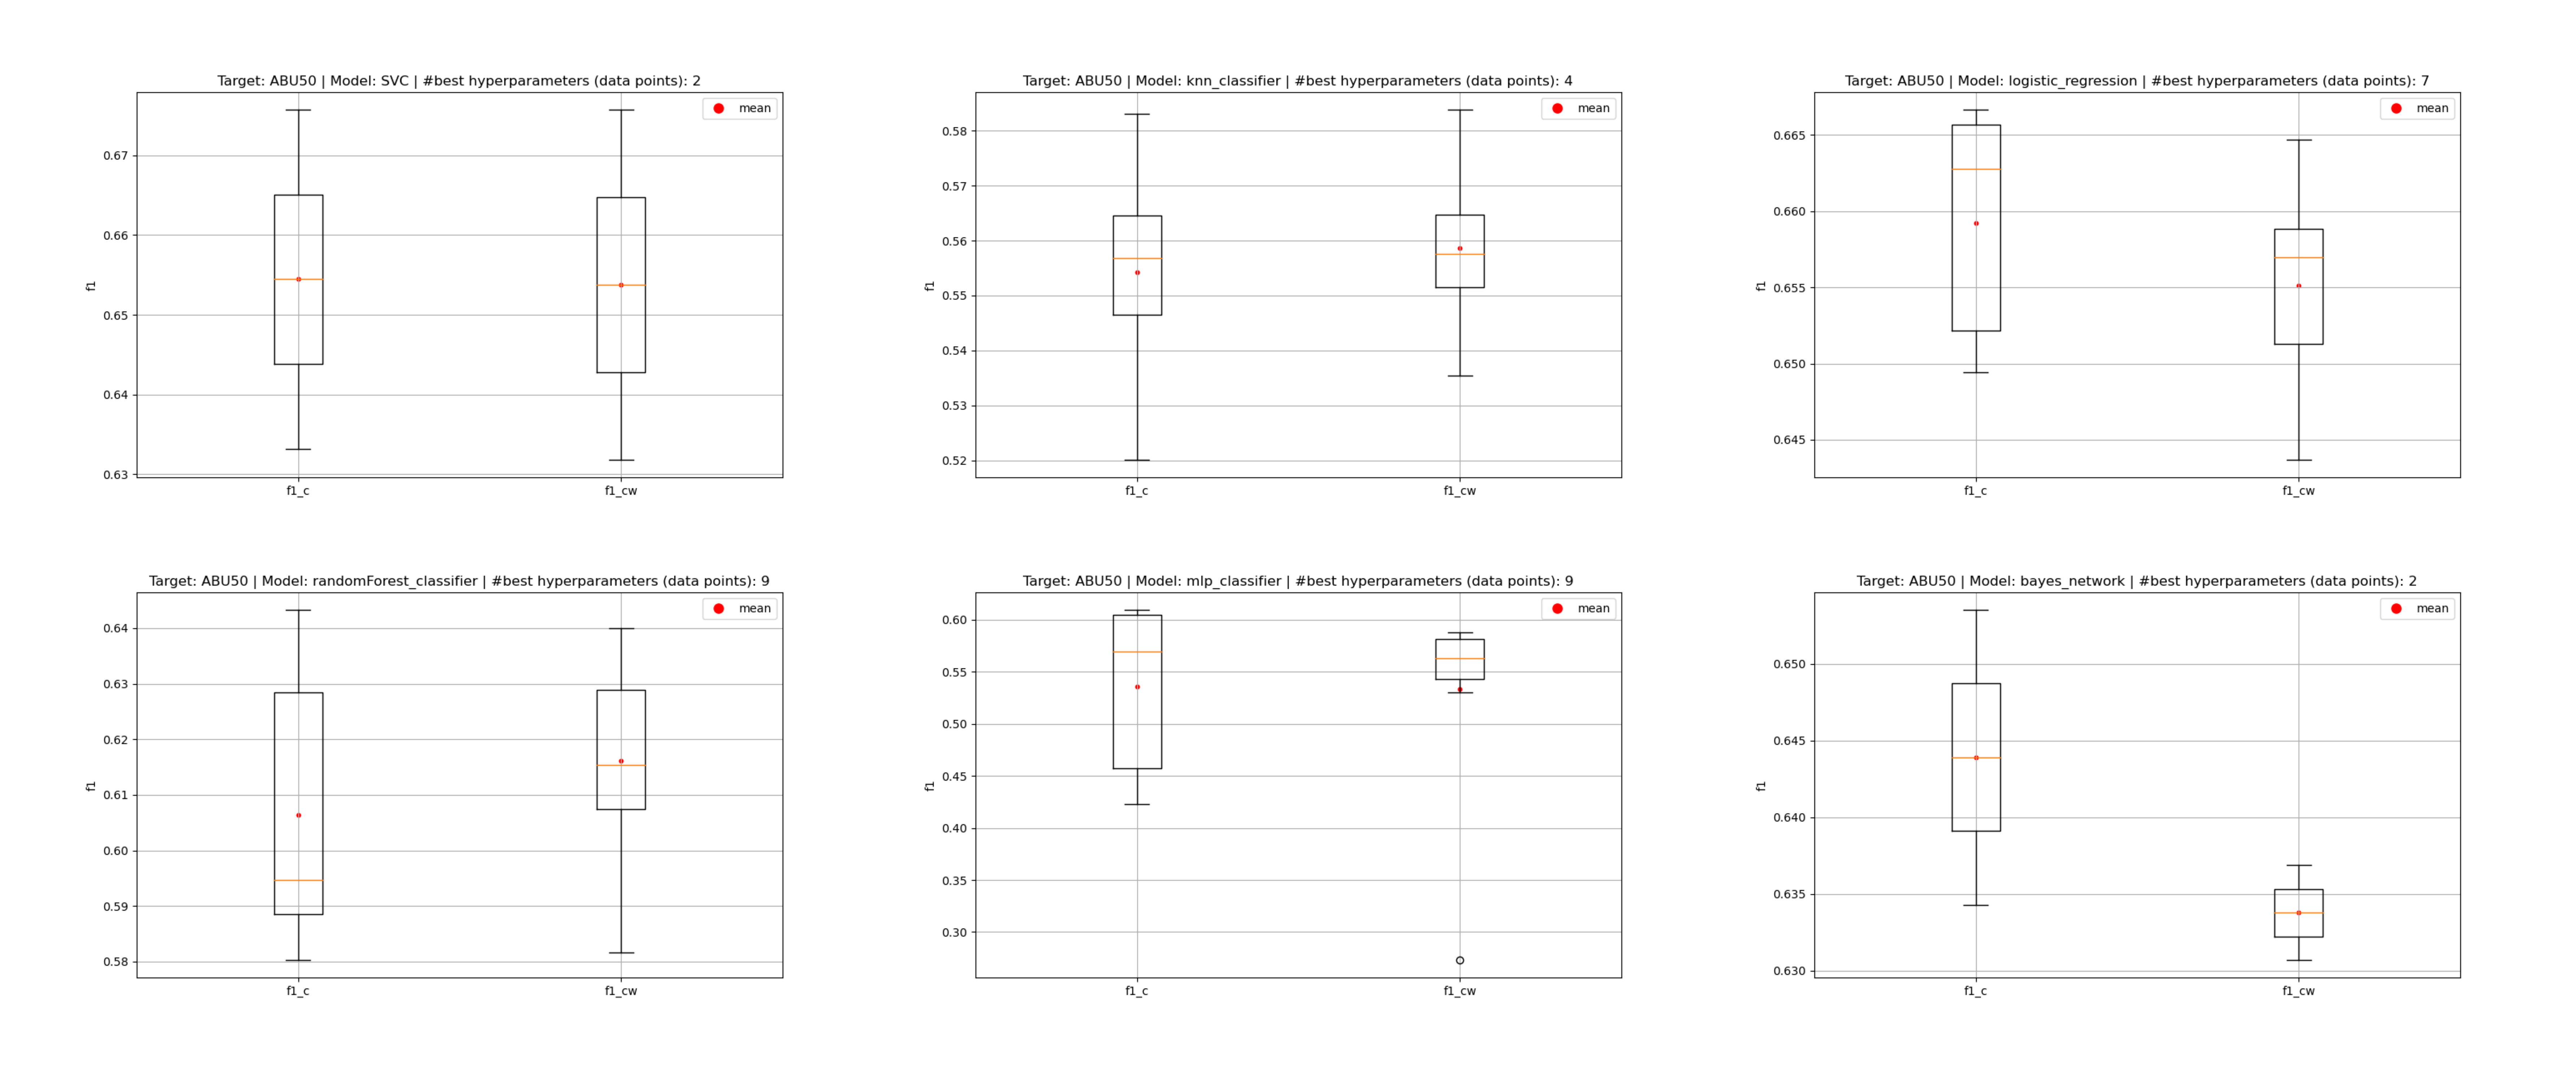 Target: ABU50 | Model: SVC | #best hyperparameters (data points): 2
mean
0.67
0.66
0.65
0.64
0.63
f1
f1_c
f1_cw
Target: ABU50 | Model: knn_classifier | #best hyperparameters (data points): 4
mean
0.58
0.57
0.56
0.55
0.54
0.53
0.52
f1
f1_c
f1_cw
Target: ABU50 | Model: logistic_regression | #best hyperparameters (data points): 7
mean
0.665
0.660
0.655
0.650
0.645
f1
f1_c
f1_cw
Target: ABU50 | Model: randomForest_classifier | #best hyperparameters (data points): 9
mean
0.64
0.63
0.62
0.61
0.60
0.59
0.58
f1
f1_c
f1_cw
Target: ABU50 | Model: mlp_classifier | #best hyperparameters (data points): 9
mean
0.60
0.55
0.50
0.45
0.40
0.35
0.30
f1
f1_c
f1_cw
Target: ABU50 | Model: bayes_network | #best hyperparameters (data points): 2
mean
0.650
0.645
0.640
0.635
0.630
f1
f1_c
f1_cw